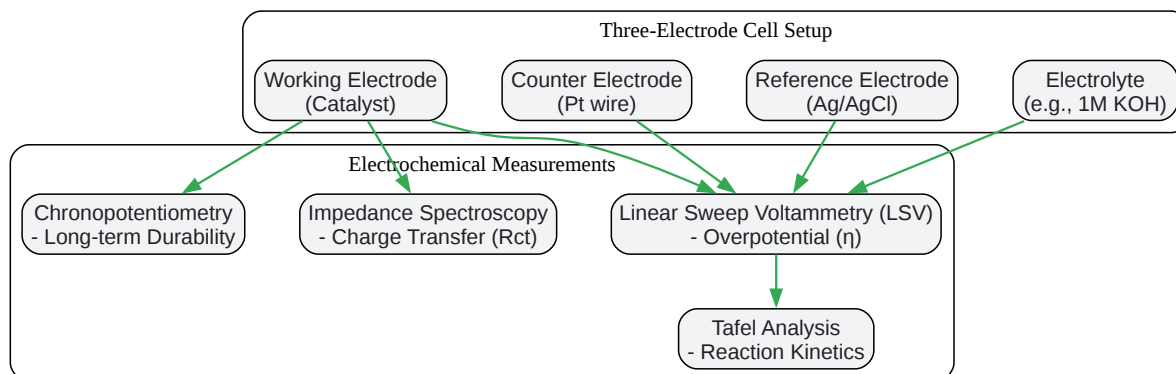 Three-Electrode Cell Setup
Working Electrode
(Catalyst)
Counter Electrode
(Pt wire)
Reference Electrode
(Ag/AgCl)
Electrolyte
(e.g., 1M KOH)
Electrochemical Measurements
Chronopotentiometry
- Long-term Durability
Impedance Spectroscopy
- Charge Transfer (Rct)
Linear Sweep Voltammetry (LSV)
- Overpotential (η)
Tafel Analysis
- Reaction Kinetics